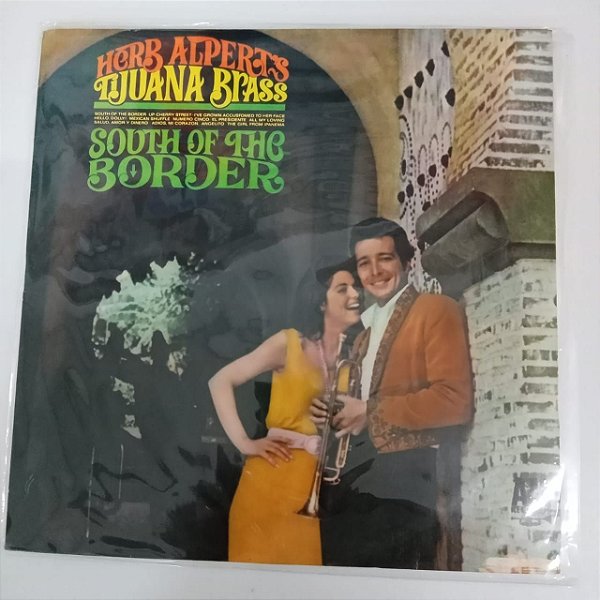 HERB ALPERT'S
TIJUANA BRASS
SOUTH OF THE BORDER · UP CHERRY STREET · I'VE GROWN ACCUSTOMED TO HER FACE
HELLO DOLLY! · MEXICAN SHUFFLE · NUMERO CINCO · EL PRESIDENTE · ALL MY LOVING
SALUD, AMOR Y DINERO · ADIOS, MI CORAZON · ANGELITO · THE GIRL FROM IPANEMA
SOUTH OF THE
BORDER